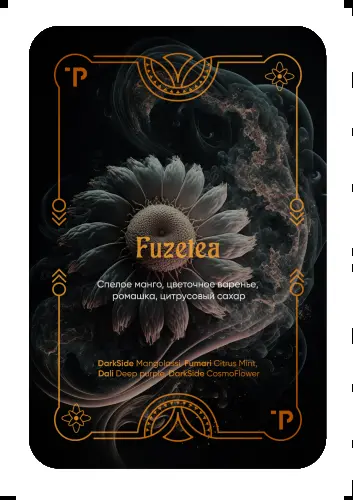 Fuzetea
Спелое манго, цветочное варенье,
ромашка, цитрусовый сахар
DarkSide Mangolassi, Fumari Citrus Mint,
Dali Deep purple, DarkSide CosmoFlower